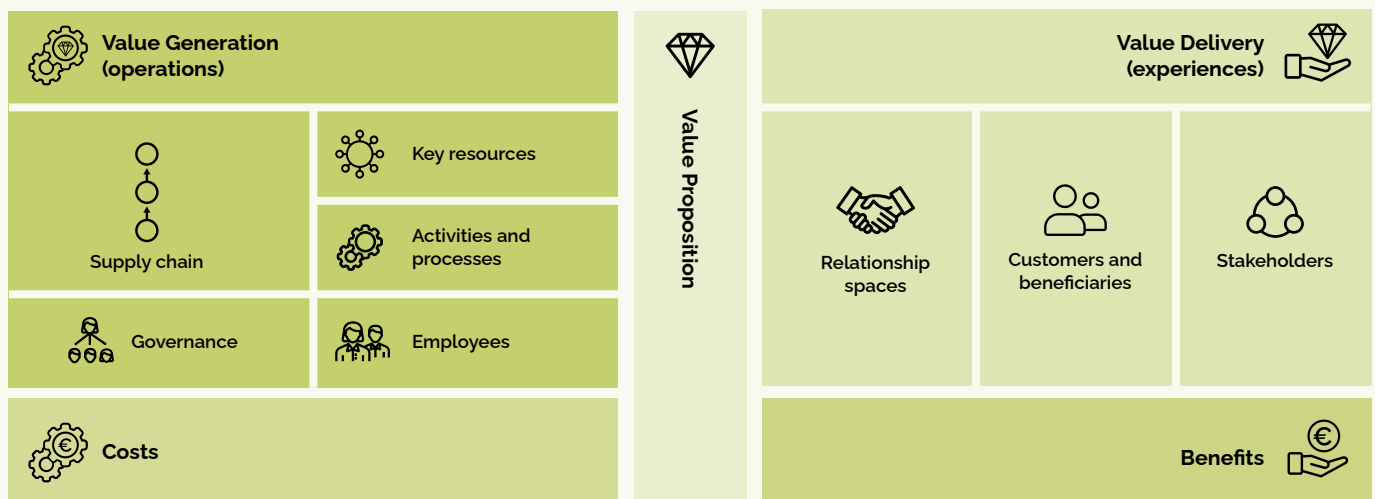 Value Generation
(operations)
Supply chain
Key resources
Activities and
processes
Governance
Employees
€
Costs
Value Proposition
Value Delivery
(experiences)
Relationship
spaces
Customers and
beneficiaries
Stakeholders
Benefits
€